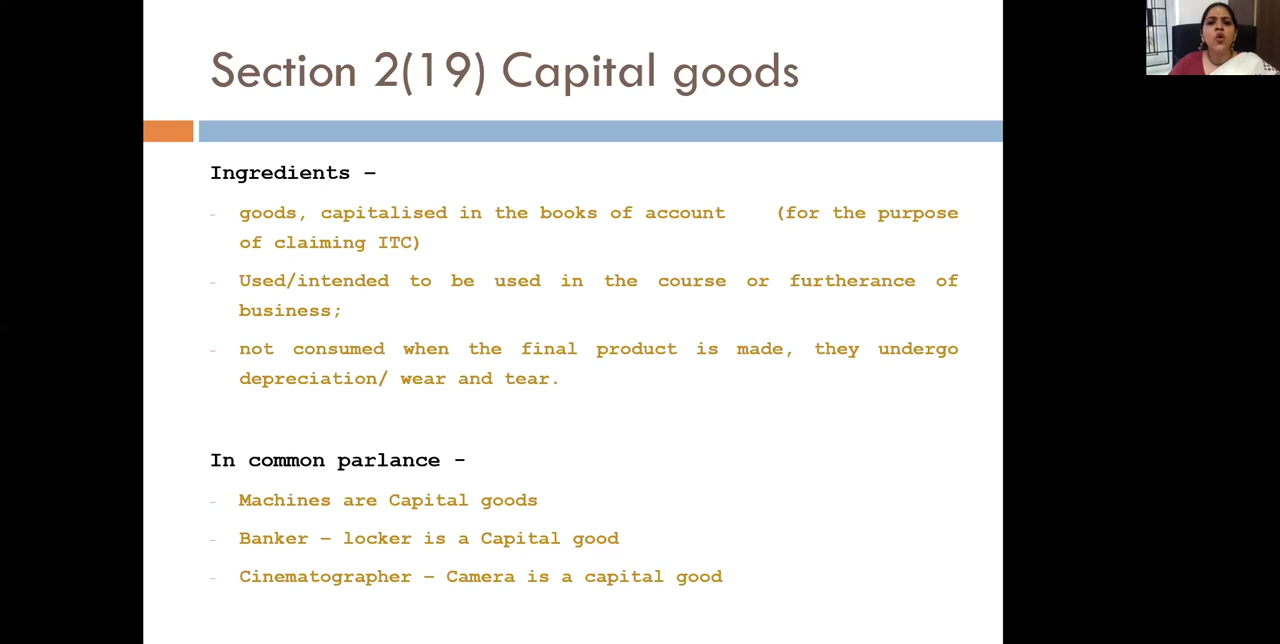 Section 2(19) Capital goods
Ingredients –
- goods, capitalised in the books of account (for the purpose
of claiming ITC)
- Used/intended to be used in the course or furtherance of
business;
- not consumed when the final product is made, they undergo
depreciation/ wear and tear.
In common parlance -
- Machines are Capital goods
- Banker – locker is a Capital good
- Cinematographer – Camera is a capital good